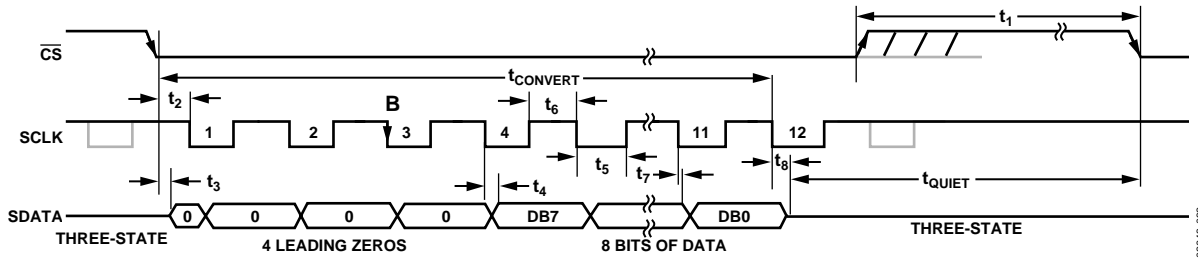 t1
CS
tCONVERT
t2
B
t6
SCLK
1
2
3
4
11
12
t3
t4
t5
t7
t8
tQUIET
SDATA
0
0
0
0
DB7
DB0
THREE-STATE
4 LEADING ZEROS
8 BITS OF DATA
THREE-STATE